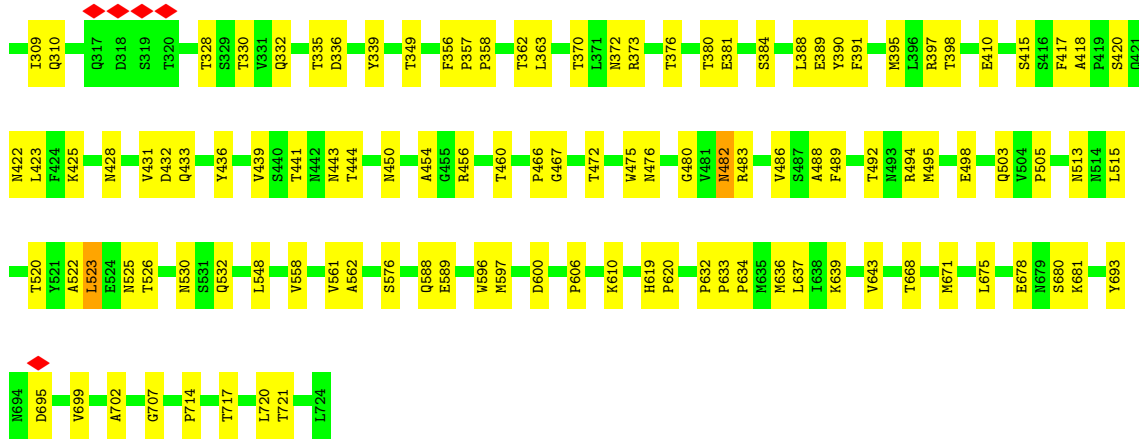 I309 Q310 Q317 D318 S319 T320 T328 S329 T330 V331 Q332 T335 D336 Y339 T349 F356 P357 P358 T362 L363 T370 L371 N372 R373 T376 T380 E381 S384 L388 E389 Y390 F391 M395 L396 R397 T398 E410 S415 S416 F417 A418 P419 S420 Q421
N422 L423 F424 K425 N428 V431 D432 Q433 Y436 V439 S440 T441 N442 N443 T444 N450 A454 G455 R456 T460 P466 G467 T472 W475 N476 G480 V481 N482 R483 V486 S487 A488 F489 T492 N493 R494 M495 E498 Q503 V504 P505 N513 N514 L515
T520 Y521 A522 L523 E524 N525 T526 N530 S531 Q532 L548 V558 V561 A562 S576 Q588 E589 W596 M597 D600 P606 K610 H619 P620 P632 P633 P634 M635 M636 L637 I638 K639 V643 T668 M671 L675 E678 N679 S680 K681 Y693
N694 D695 V699 A702 G707 P714 T717 L720 T721 L724